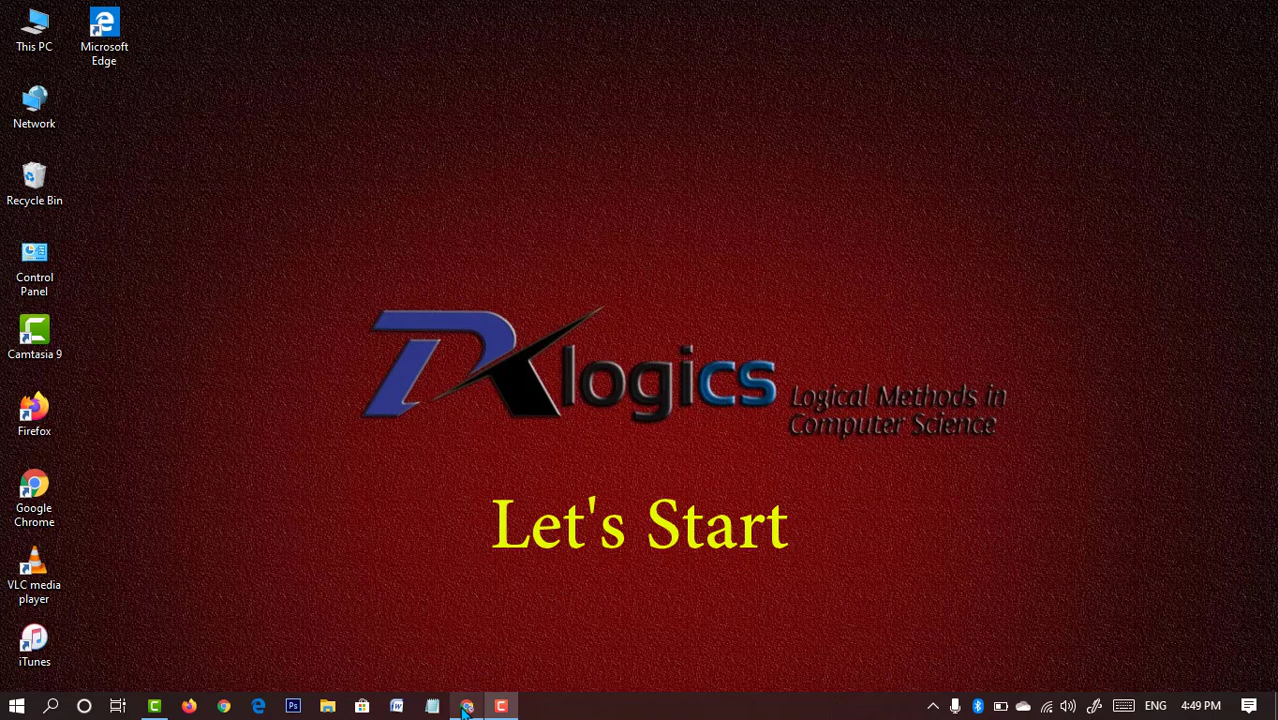 This PC
Microsoft
Edge
Network
Recycle Bin
Control
Panel
Camtasia 9
Firefox
Google
Chrome
VLC media
player
iTunes
RKlogics
Logical Methods in
Computer Science
Let's Start
ENG
4:49 PM